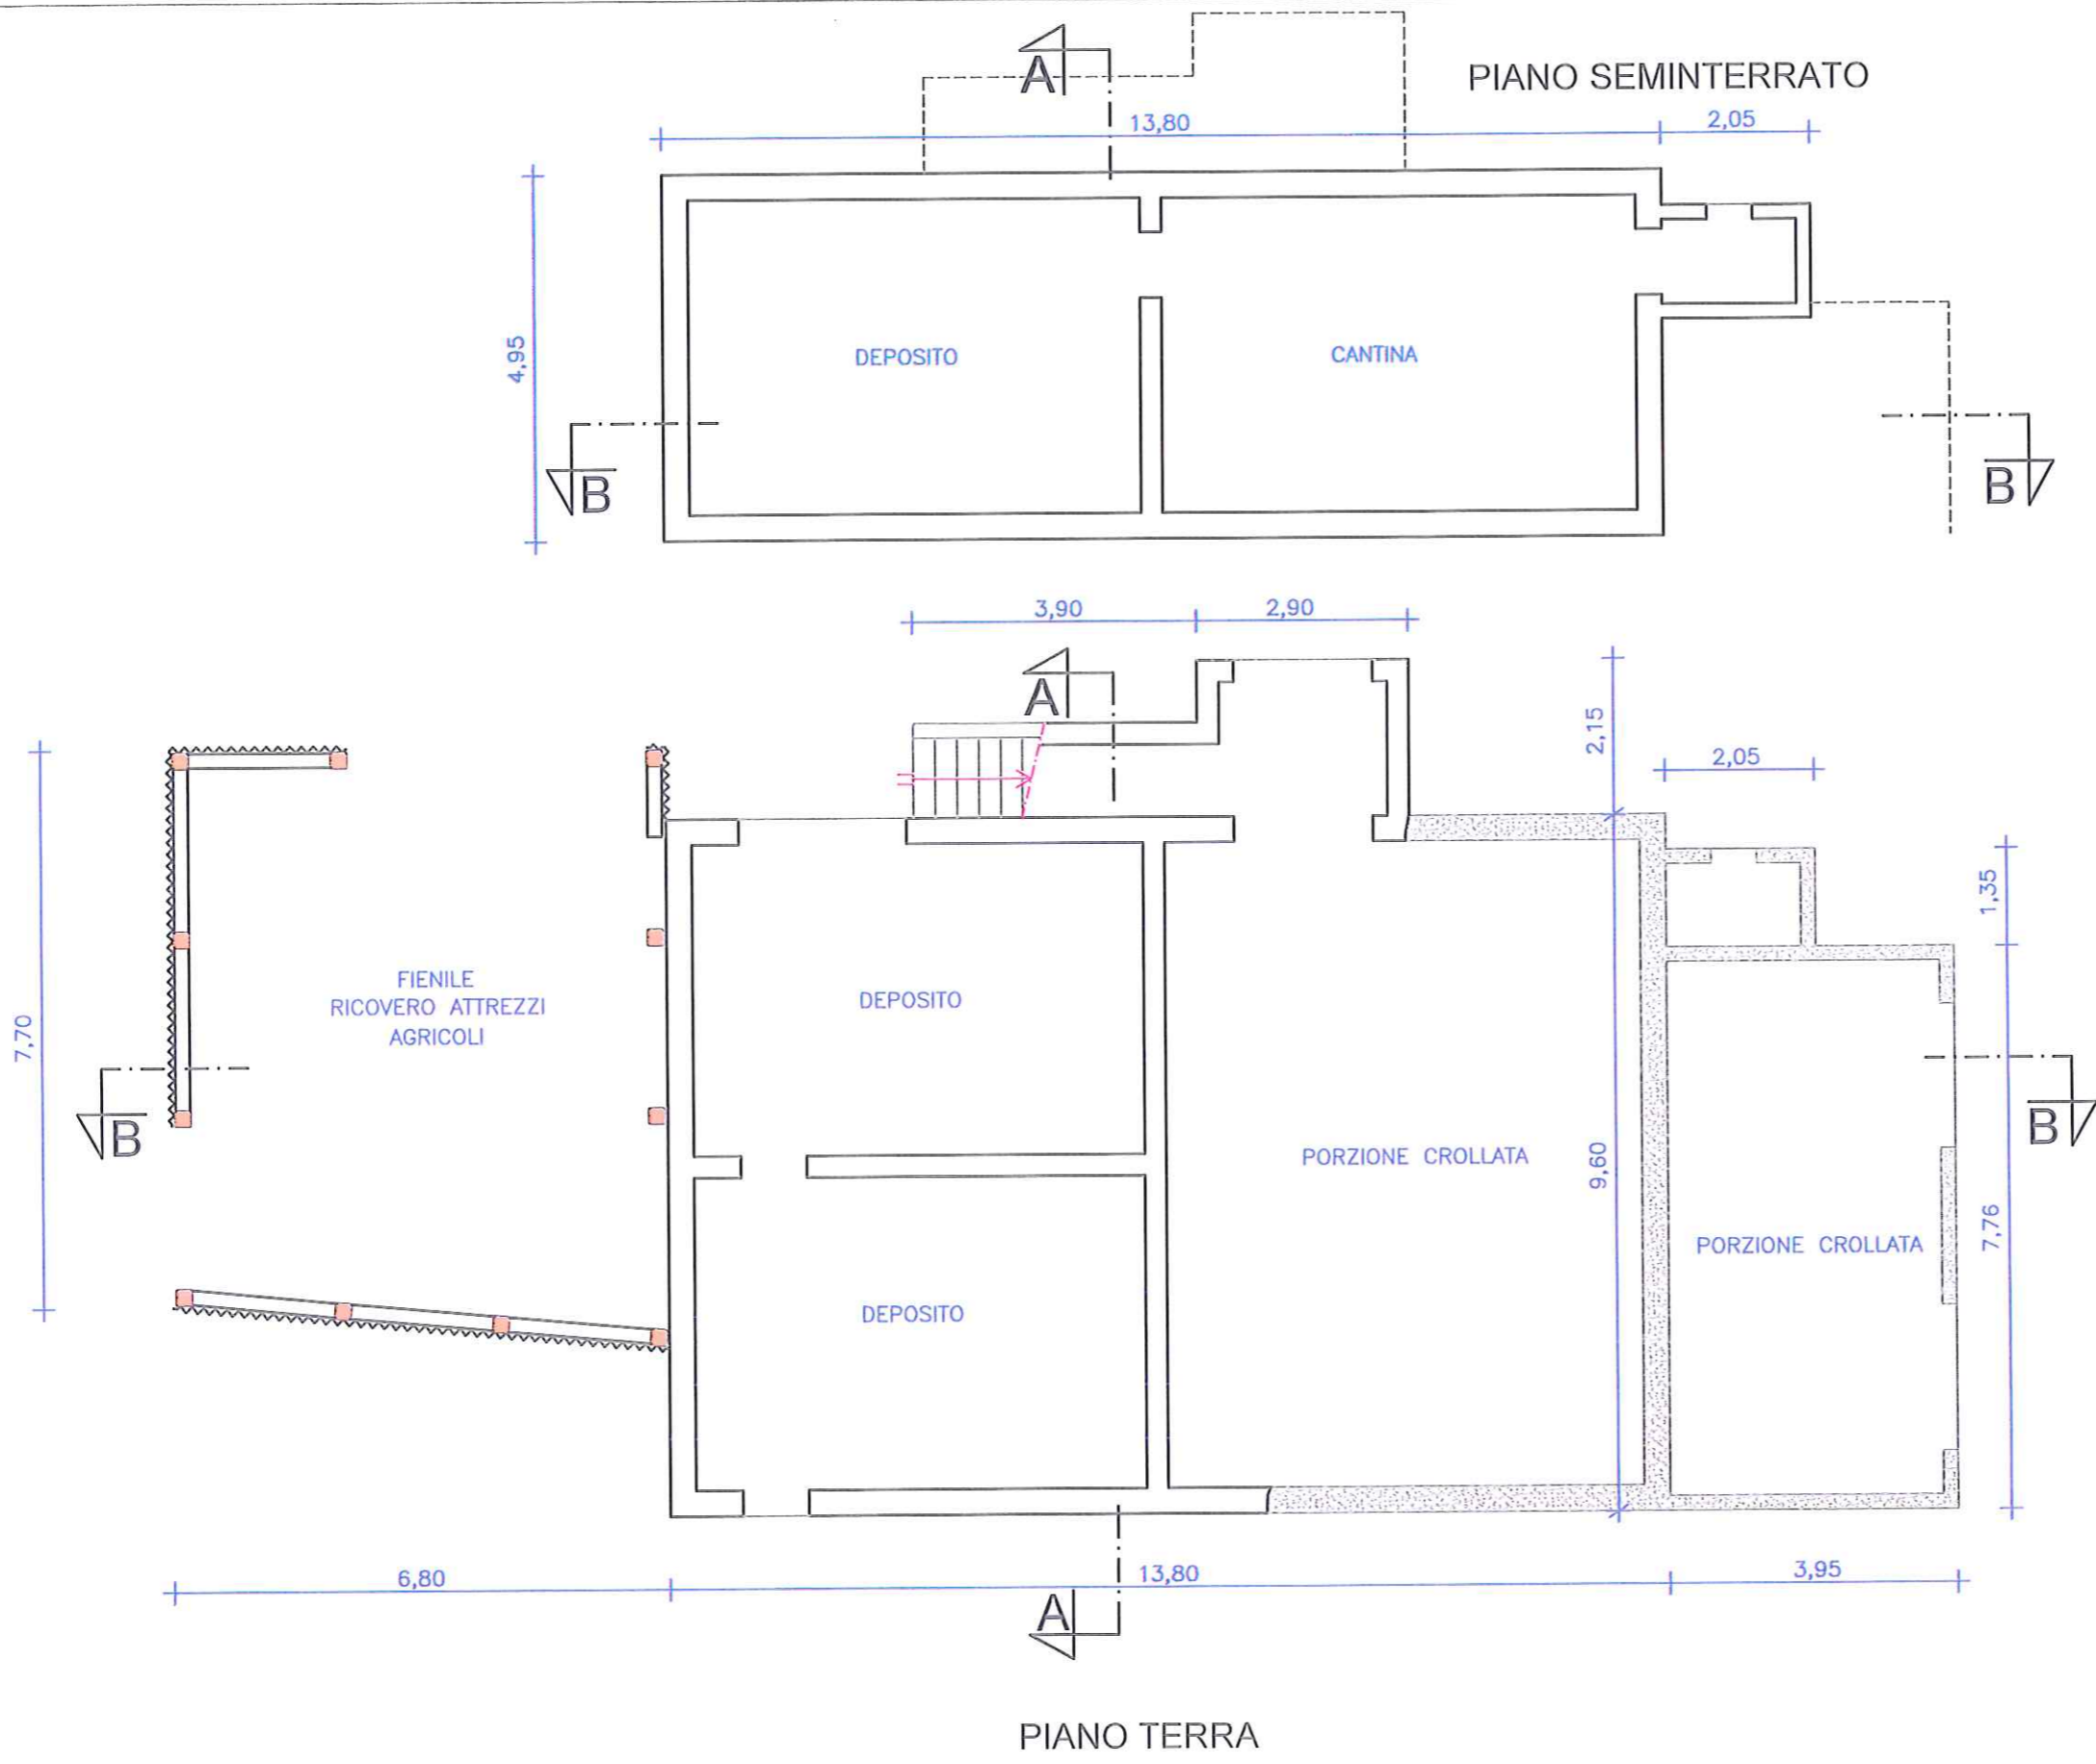 A
PIANO SEMINTERRATO
13,80
2,05
4,95
DEPOSITO
CANTINA
B
B
3,90
2,90
A
2,15
2,05
1,35
FIENILE
RICOVERO ATTREZZI
AGRICOLI
DEPOSITO
7,70
B
B
PORZIONE CROLLATA
9,60
7,76
PORZIONE CROLLATA
DEPOSITO
6,80
13,80
3,95
A
PIANO TERRA